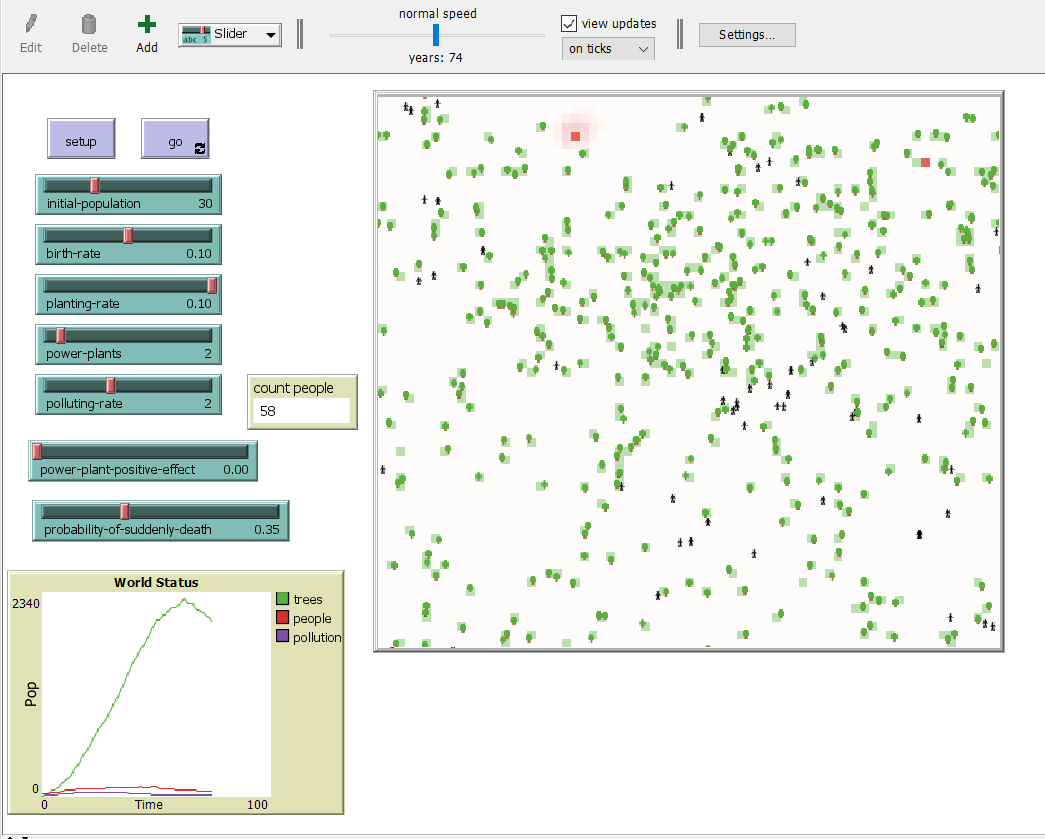 Edit
Delete
Add
abc 5
Slider
normal speed
years: 74
view updates
on ticks
Settings...
setup
go
initial-population 30
birth-rate 0.10
planting-rate 0.10
power-plants 2
polluting-rate 2
count people
58
power-plant-positive-effect 0.00
probability-of-suddenly-death 0.35
World Status
2340
Pop
0
0
Time
100
trees
people
pollution